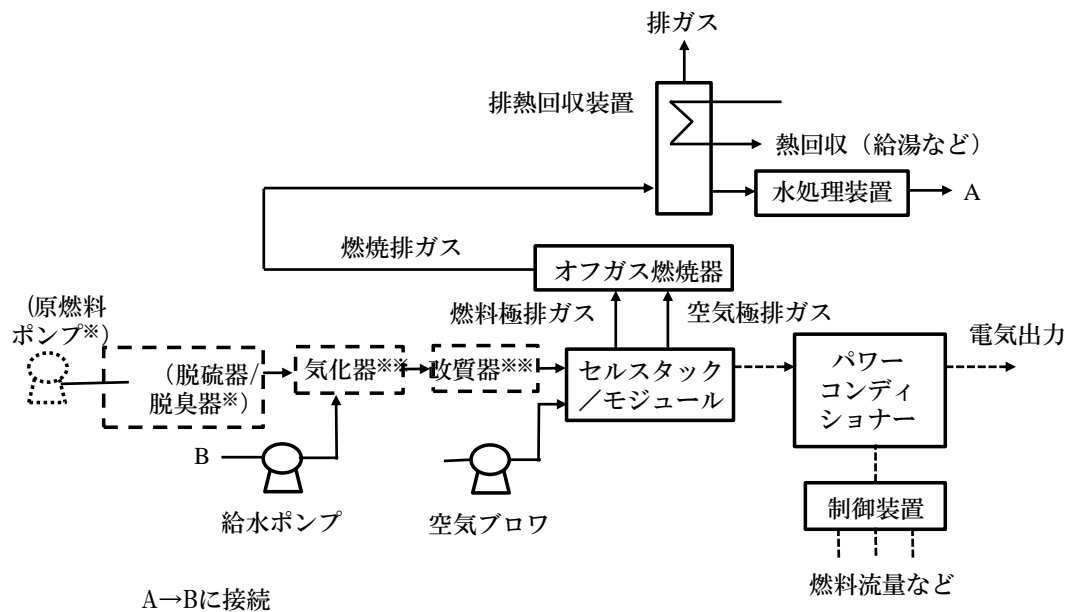 排ガス
排熱回収装置
熱回収（給湯など）
水処理装置
A
燃焼排ガス
オフガス燃焼器
燃料極排ガス
空気極排ガス
(原燃料
ポンプ※)
(脱硫器/
脱臭器※)
気化器※※
改質器※※
セルスタック
／モジュール
パワー
コンディ
ショナー
電気出力
B
給水ポンプ
空気ブロワ
制御装置
燃料流量など
A→Bに接続